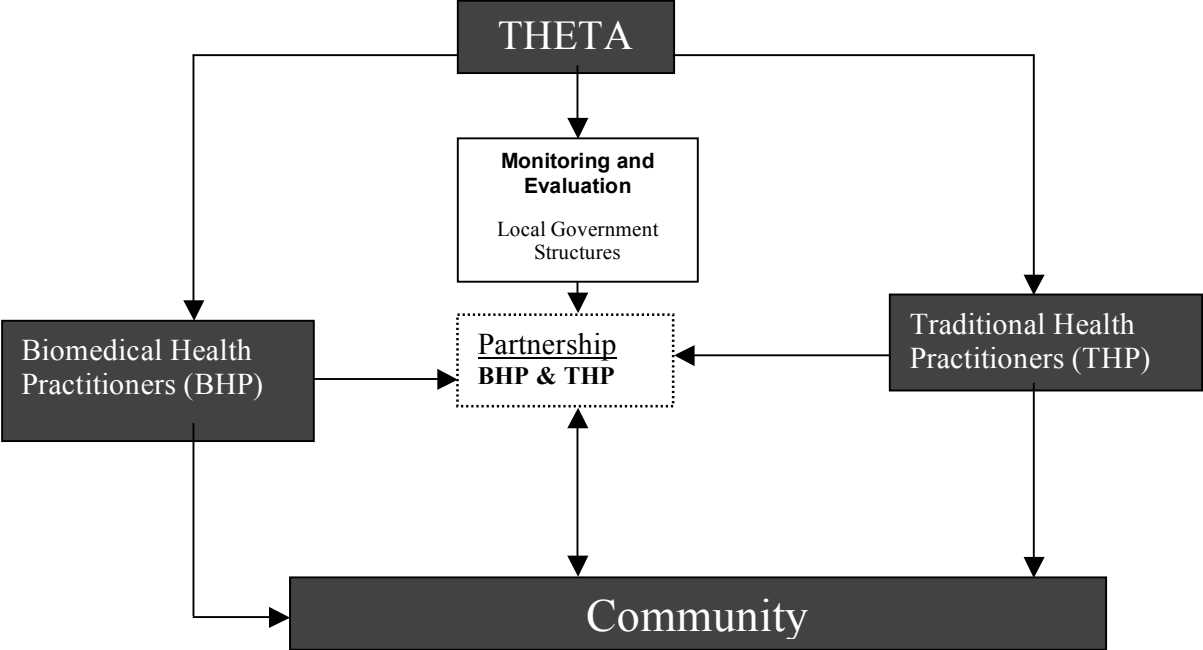 THETA
Monitoring and
Evaluation
Local Government
Structures
Biomedical Health
Practitioners (BHP)
Partnership
BHP & THP
Traditional Health
Practitioners (THP)
Community